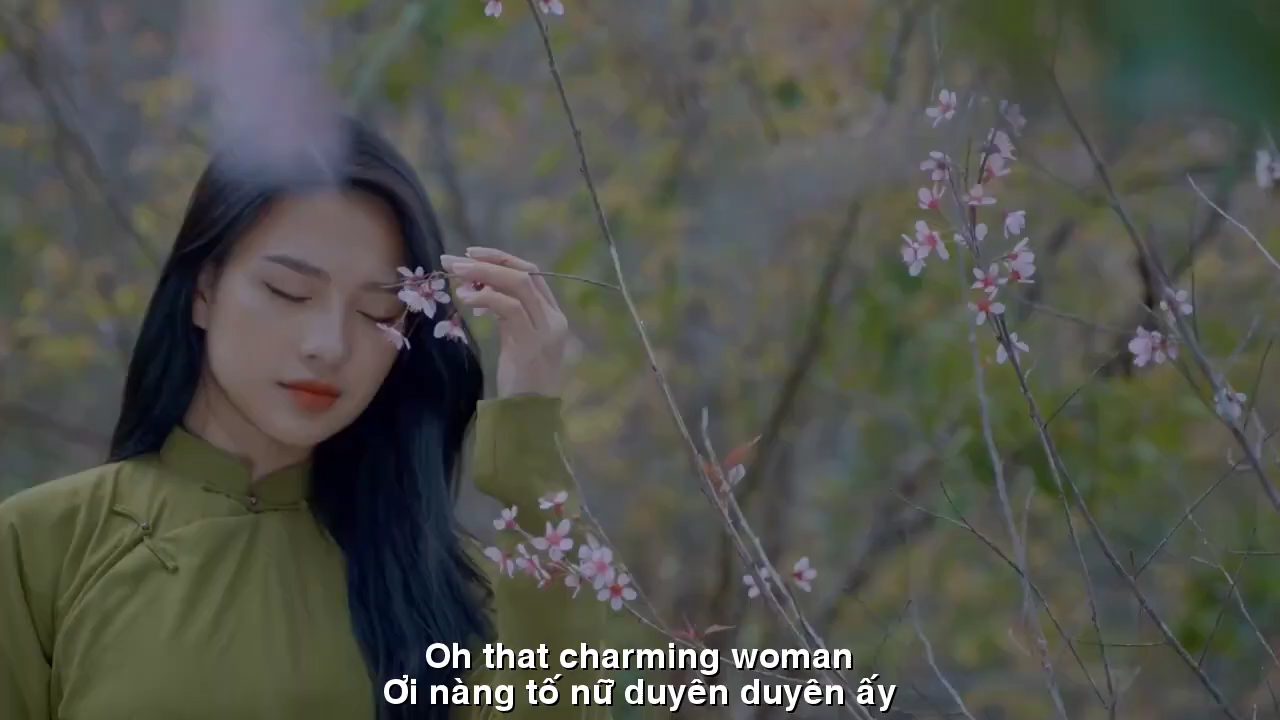 Oh that charming woman
Ơi nàng tố nữ duyên duyên ấy